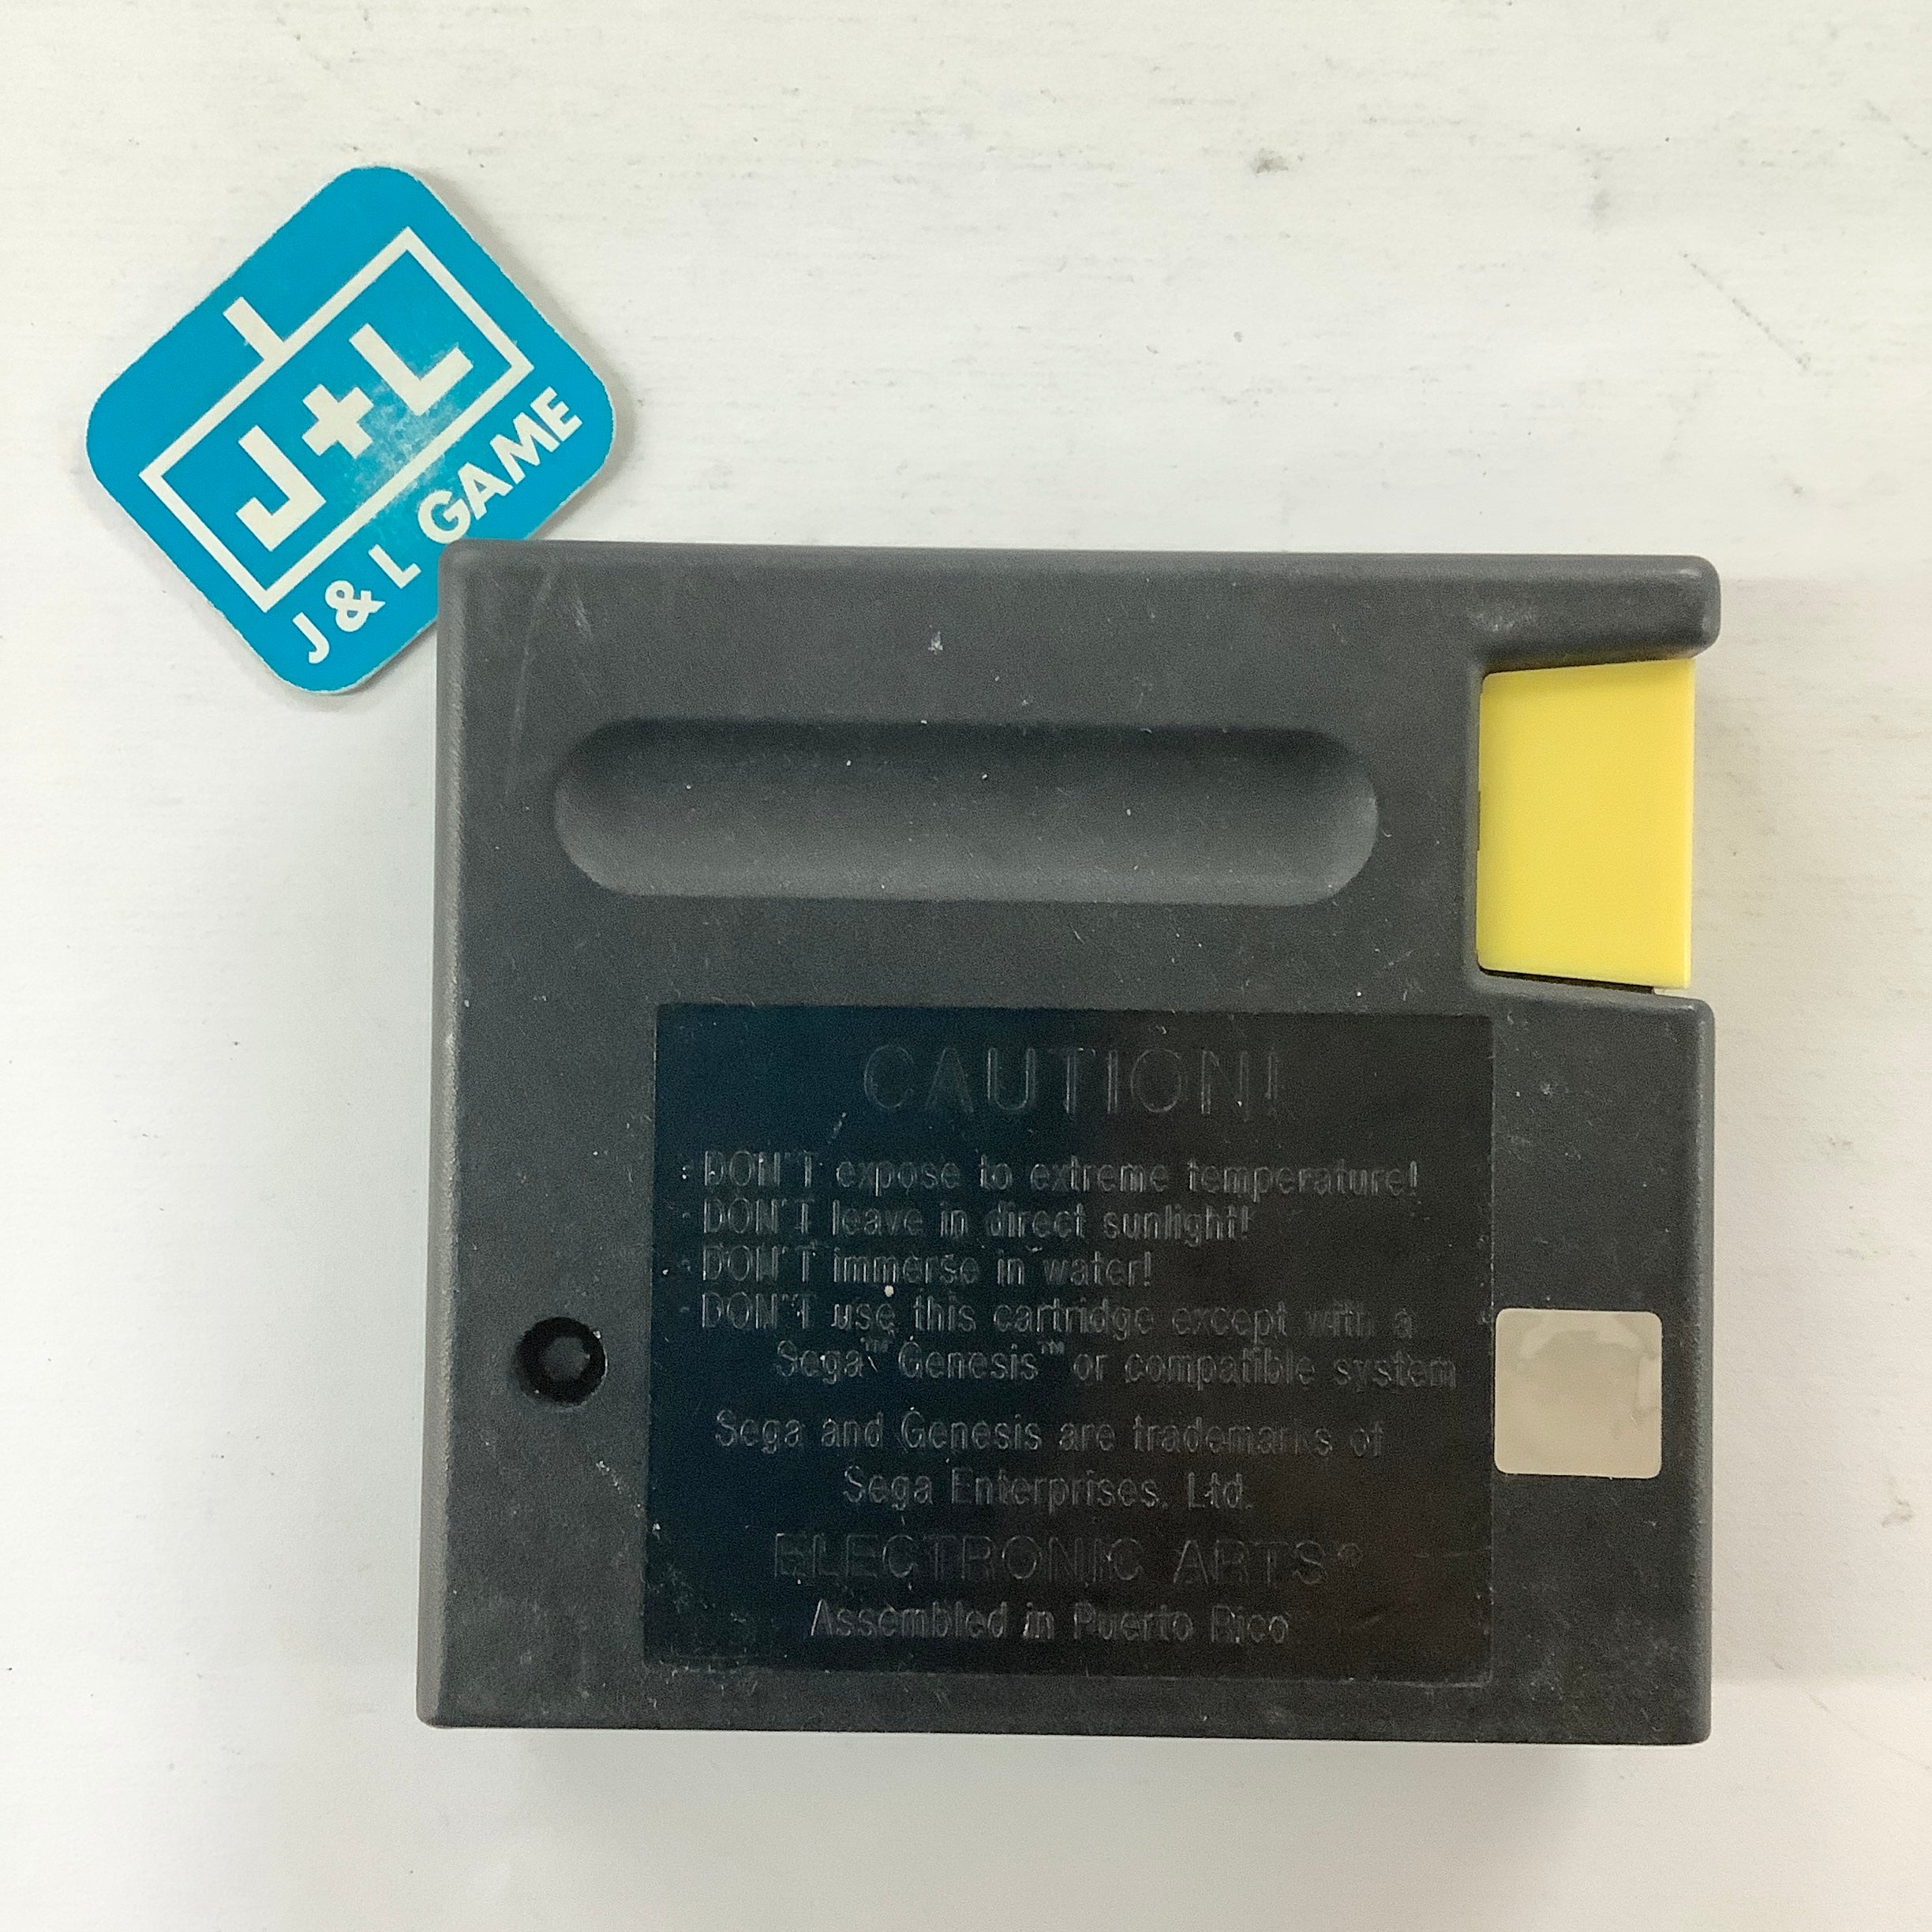 J+L
J & L GAME
CAUTION!
- DON'T expose to extreme temperature!
- DON'T leave in direct sunlight!
- DON'T immerse in water!
- DON'T use this cartridge except with a
Sega™ Genesis™ or compatible system
Sega and Genesis are trademarks of
Sega Enterprises, Ltd.
ELECTRONIC ARTS®
Assembled in Puerto Rico